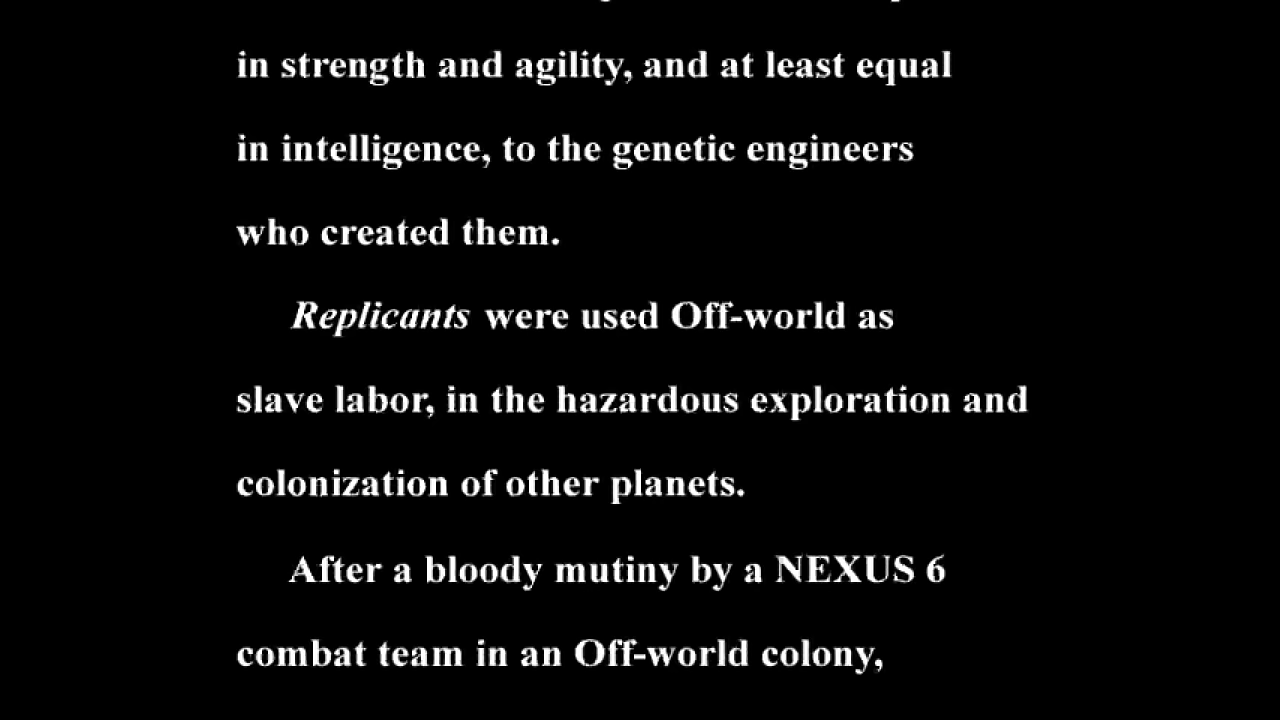 in strength and agility, and at least equal
in intelligence, to the genetic engineers
who created them.
Replicants were used Off-world as
slave labor, in the hazardous exploration and
colonization of other planets.
After a bloody mutiny by a NEXUS 6
combat team in an Off-world colony,